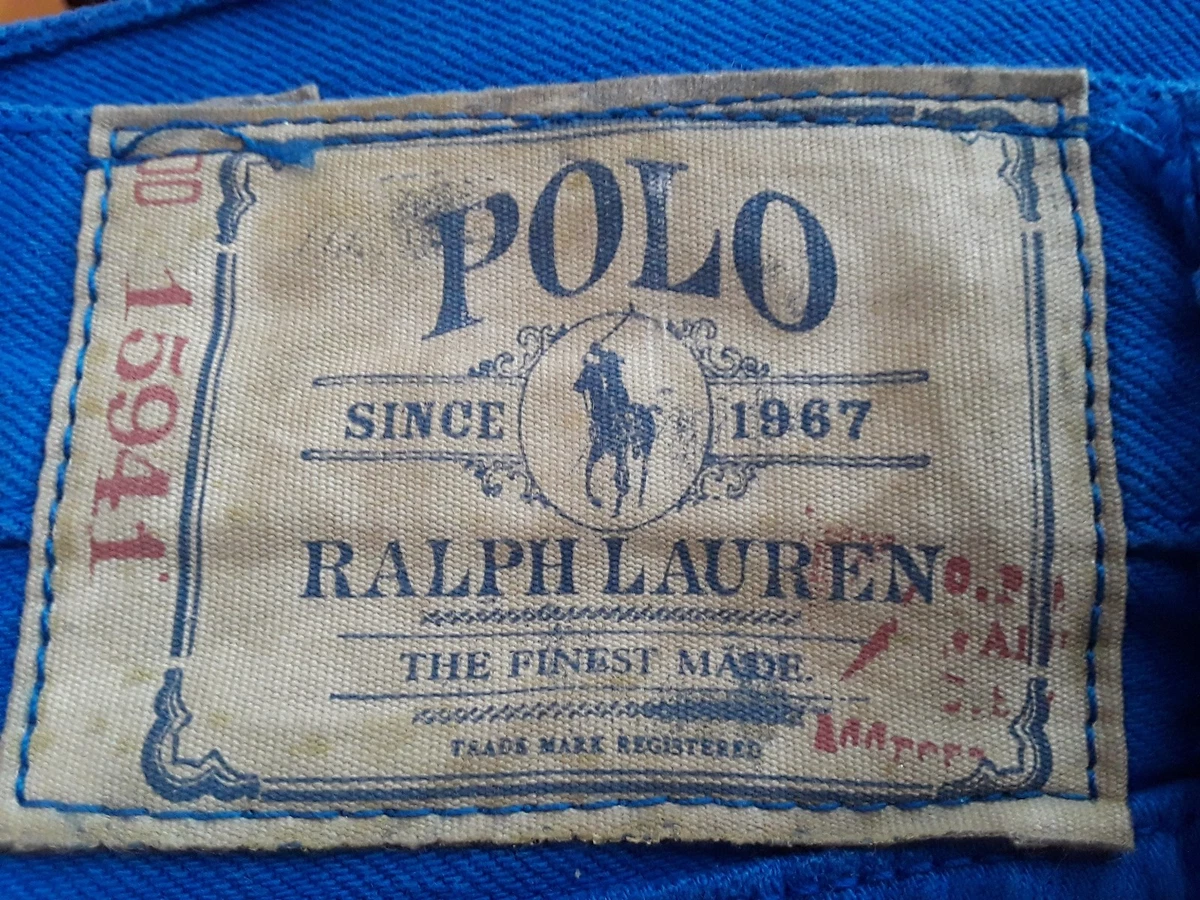 POLO
SINCE 1967
RALPH LAUREN
THE FINEST MADE.
TRADE MARK REGISTERED
15941